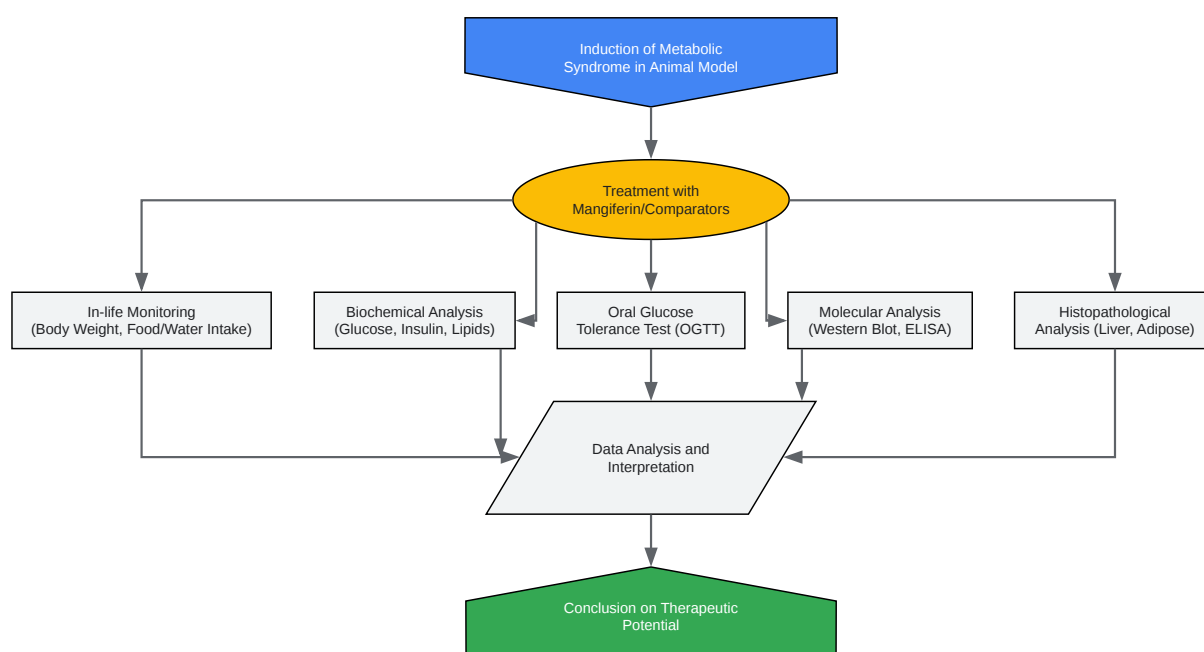 Induction of Metabolic
Syndrome in Animal Model
Treatment with
Mangiferin/Comparators
In-life Monitoring
(Body Weight, Food/Water Intake)
Biochemical Analysis
(Glucose, Insulin, Lipids)
Oral Glucose
Tolerance Test (OGTT)
Molecular Analysis
(Western Blot, ELISA)
Histopathological
Analysis (Liver, Adipose)
Data Analysis and
Interpretation
Conclusion on Therapeutic
Potential